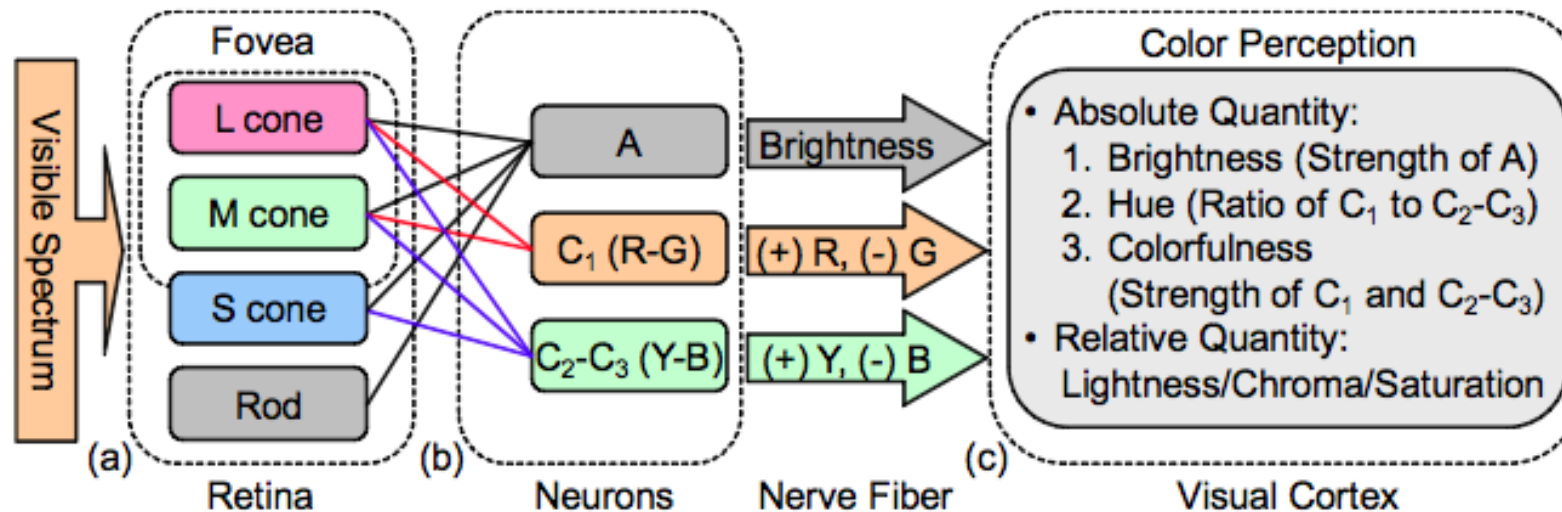 Visible Spectrum
(a)
Fovea
L cone
M cone
S cone
Rod
Retina
(b)
A
C₁ (R-G)
C₂-C₃ (Y-B)
Neurons
Brightness
(+) R, (-) G
(+) Y, (-) B
Nerve Fiber
(c)
Color Perception
• Absolute Quantity:
1. Brightness (Strength of A)
2. Hue (Ratio of C₁ to C₂-C₃)
3. Colorfulness
(Strength of C₁ and C₂-C₃)
• Relative Quantity:
Lightness/Chroma/Saturation
Visual Cortex